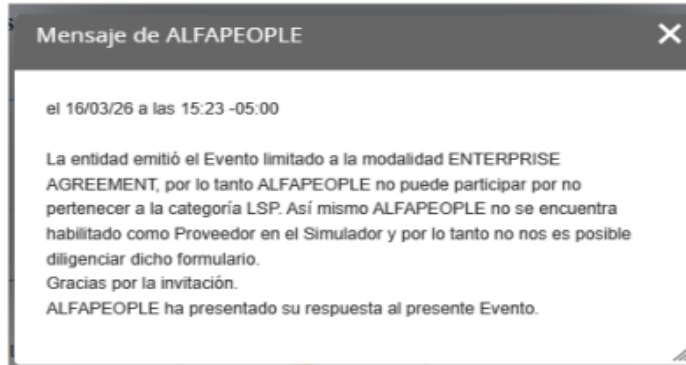 Mensaje de ALFAPEOPLE
el 16/03/26 a las 15:23 -05:00
La entidad emitió el Evento limitado a la modalidad ENTERPRISE
AGREEMENT, por lo tanto ALFAPEOPLE no puede participar por no
pertenecer a la categoría LSP. Así mismo ALFAPEOPLE no se encuentra
habilitado como Proveedor en el Simulador y por lo tanto no nos es posible
diligenciar dicho formulario.
Gracias por la invitación.
ALFAPEOPLE ha presentado su respuesta al presente Evento.